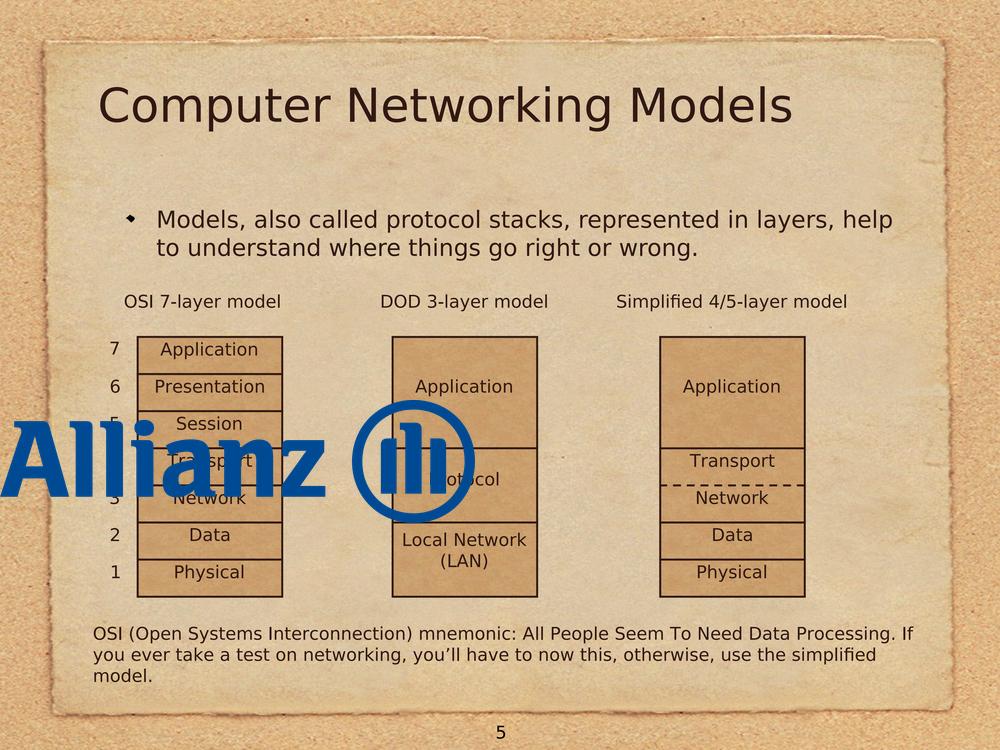 Computer Networking Models
Models, also called protocol stacks, represented in layers, help
to understand where things go right or wrong.
OSI 7-layer model
DOD 3-layer model
Simplified 4/5-layer model
7
Application
6
Presentation
Application
Application
Session
Allianz
Transport
Transport
3
Network
Network
2
Data
Local Network
(LAN)
Data
1
Physical
Physical
OSI (Open Systems Interconnection) mnemonic: All People Seem To Need Data Processing. If
you ever take a test on networking, you’ll have to now this, otherwise, use the simplified
model.
5